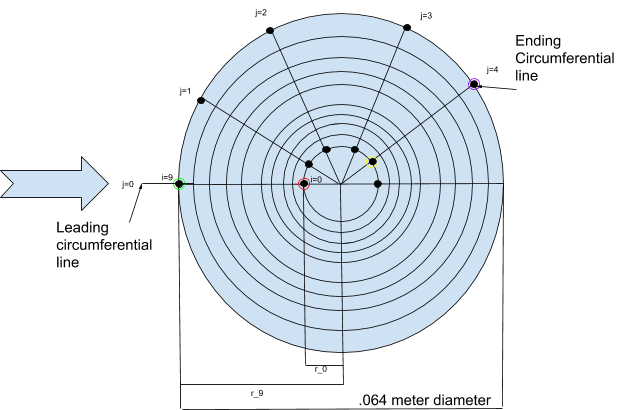 j=2
j=3
Ending
Circumferential
line
j=4
j=1
i=9
i=0
j=0
Leading
circumferential
line
r_0
r_9
.064 meter diameter